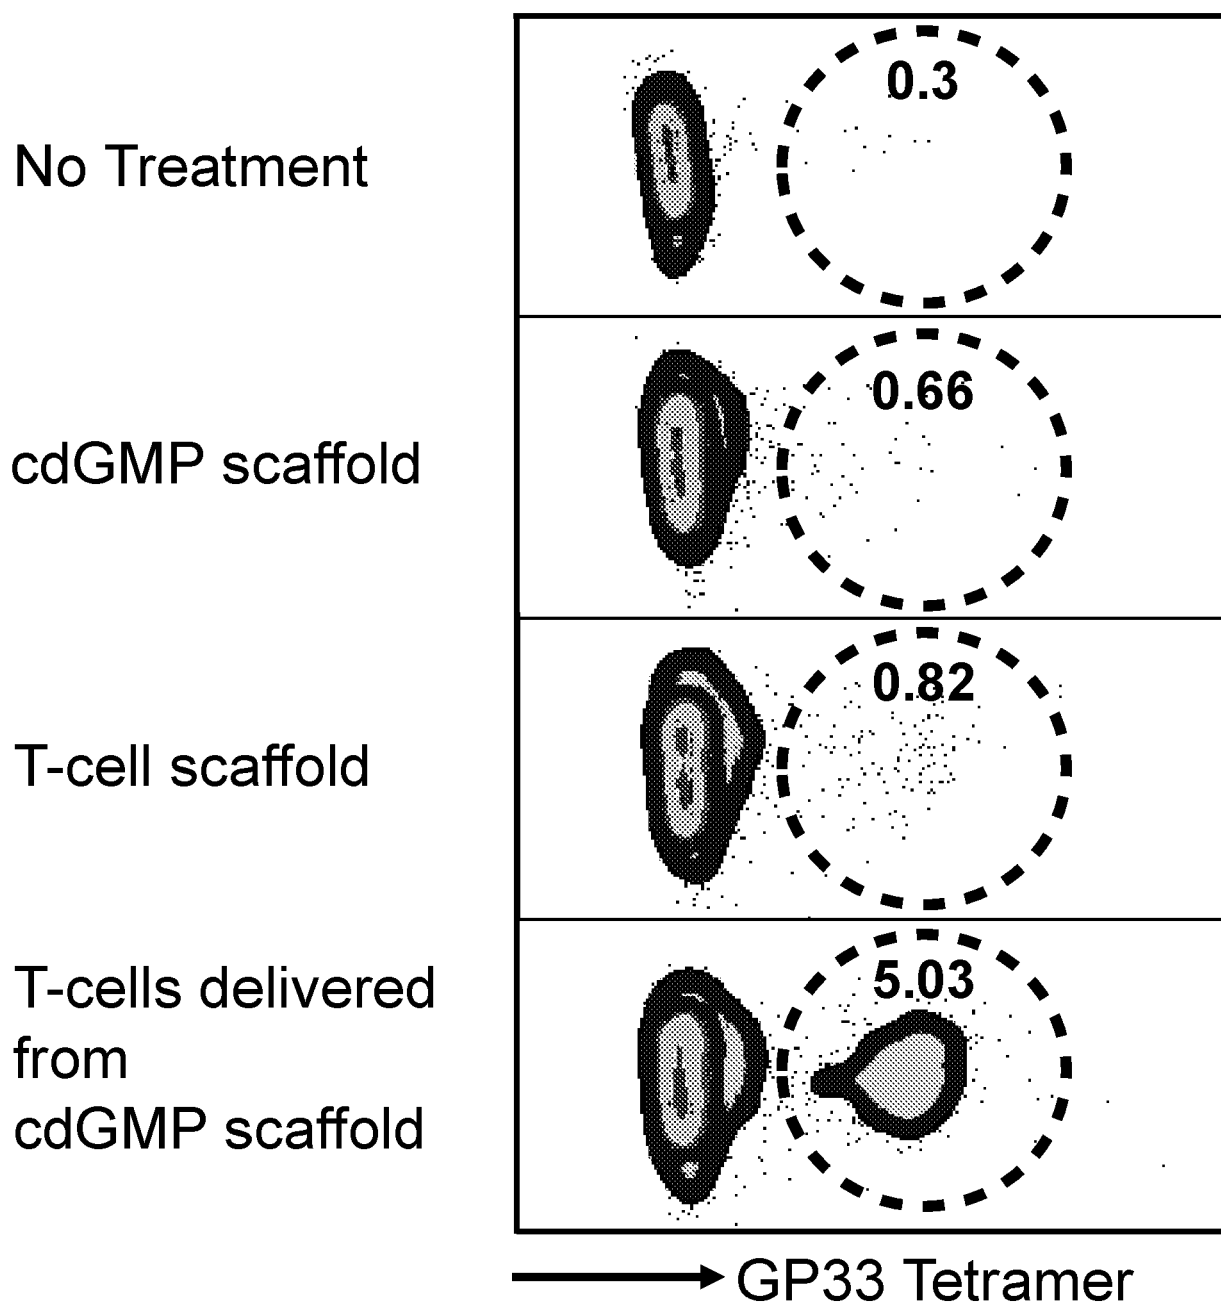 0.3
No Treatment
0.66
cdGMP scaffold
0.82
T-cell scaffold
5.03
T-cells delivered
from
cdGMP scaffold
GP33 Tetramer